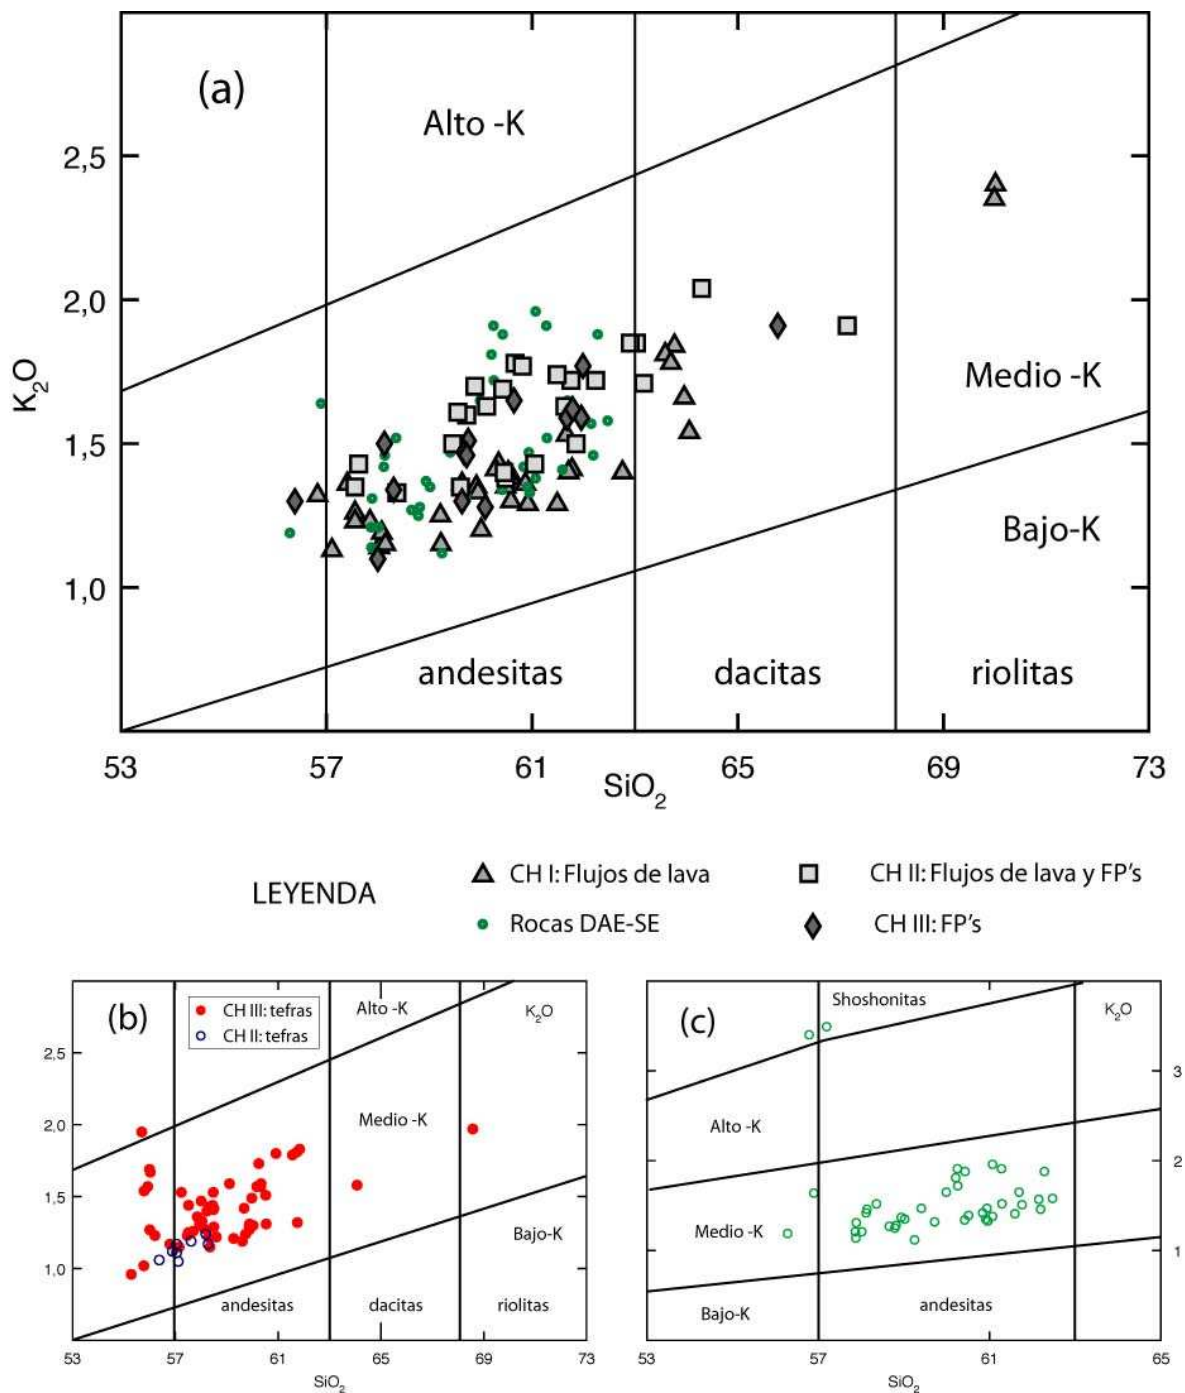 (a)
Alto -K
2,5
2,0
K2O
Medio -K
1,5
Bajo-K
1,0
andesitas dacitas riolitas
53 57 61 65 69 73
SiO2
LEYENDA
CH I: Flujos de lava
CH II: Flujos de lava y FP's
Rocas DAE-SE
CH III: FP's
(b)
CH III: tefras
CH II: tefras
Alto -K
K2O
2.5
2.0
Medio -K
1.5
Bajo-K
1.0
andesitas dacitas riolitas
53 57 61 65 69 73
SiO2
(c)
Shoshonitas
K2O
3
Alto -K
2
Medio -K
1
andesitas
Bajo-K
53 57 61 65
SiO2